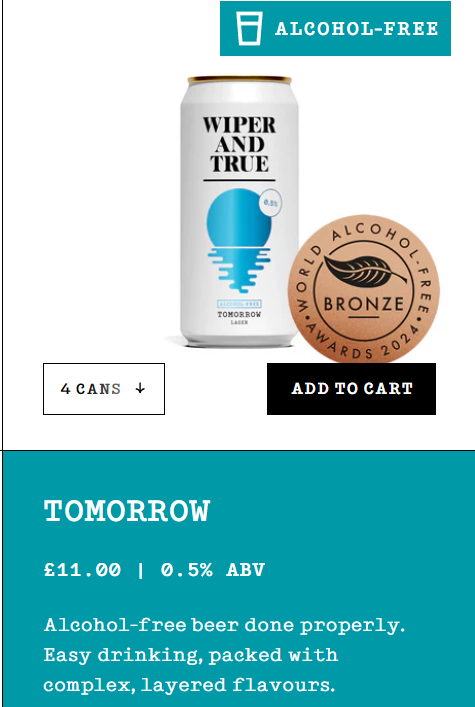 ALCOHOL-FREE
WIPER
AND
TRUE
0.5%
ALCOHOL-FREE
TOMORROW
LAGER
WORLD ALCOHOL-FREE
BRONZE
AWARDS 2024
4 CANS ↓
ADD TO CART
TOMORROW
£11.00 | 0.5% ABV
Alcohol-free beer done properly.
Easy drinking, packed with
complex, layered flavours.